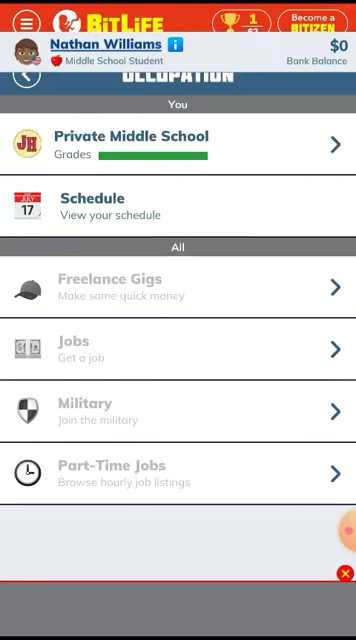 BitLife
1
Become a
BITIZEN
Nathan Williams i
$0
Middle School Student
Bank Balance
OCCUPATION
You
JH
Private Middle School
Grades
JULY
17
Schedule
View your schedule
All
Freelance Gigs
Make some quick money
Jobs
Get a job
Military
Join the military
Part-Time Jobs
Browse hourly job listings